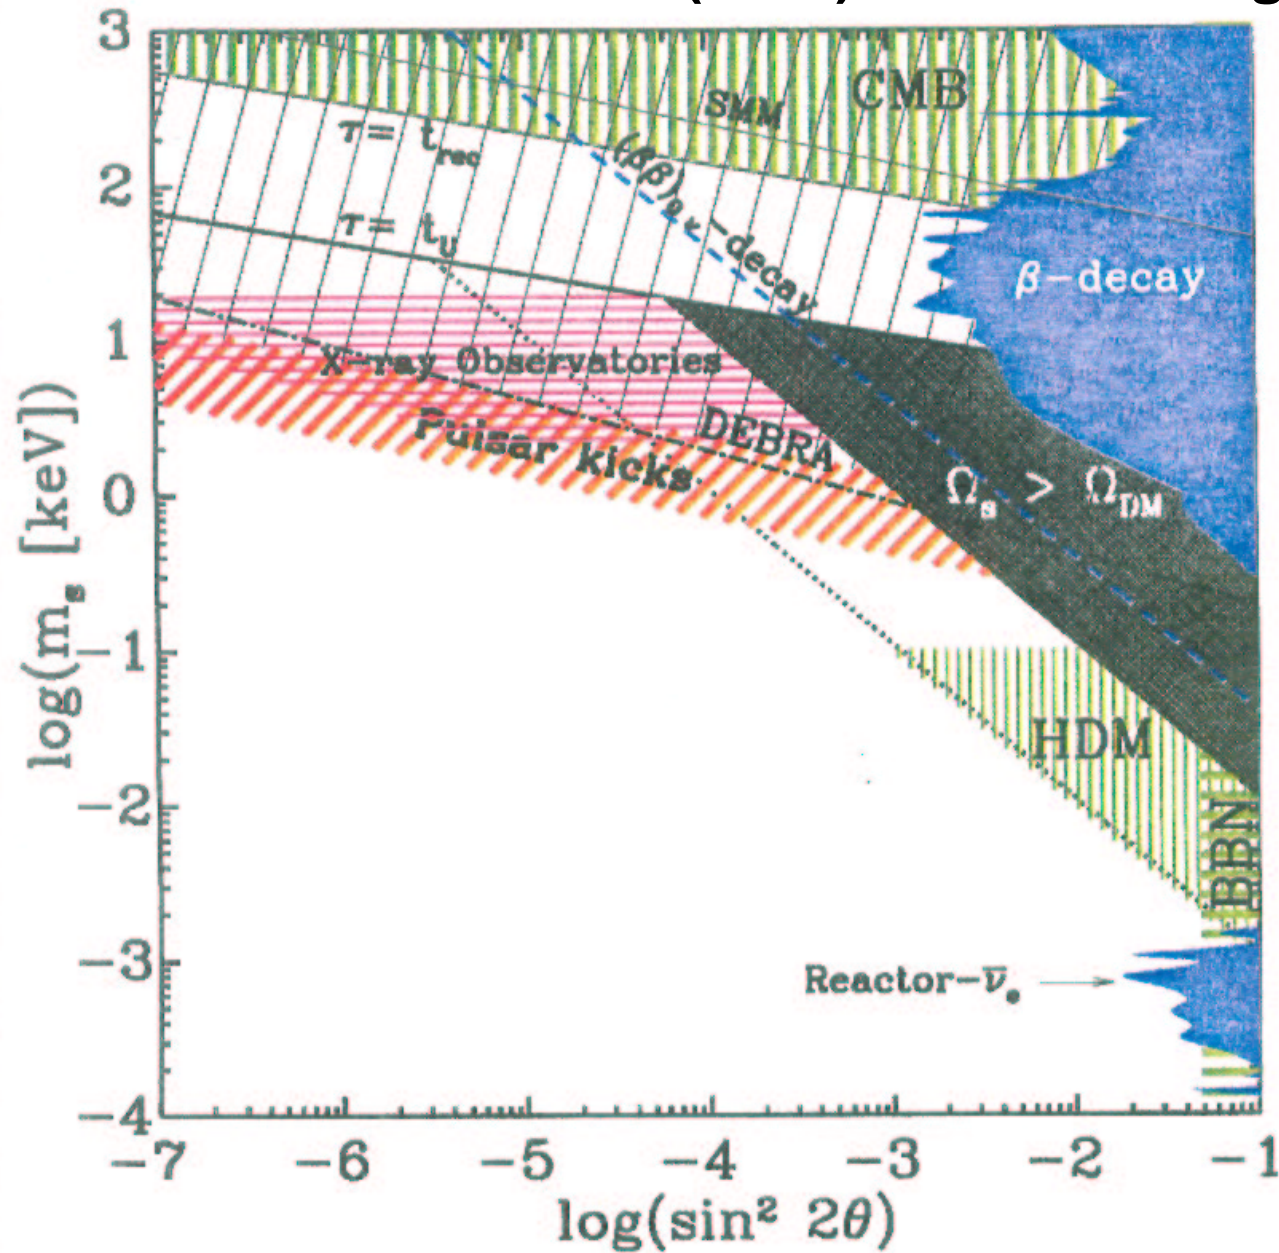 3
2
1
0
−1
−2
−3
−4
log(m_s [keV])
CMB
SMM
τ= t_rec
(ββ)_0ν-decay
τ= t_U
β-decay
X-ray Observatories
DEBRA
Pulsar kicks
Ω_s > Ω_DM
HDM
BBN
Reactor-ν̅_e
−7 −6 −5 −4 −3 −2 −1
log(sin² 2θ)